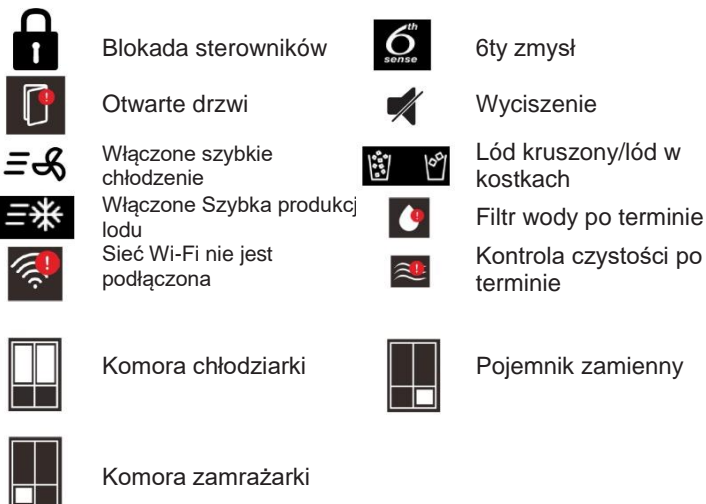 Blokada sterowników
6th
sense
6ty zmysł
Otwarte drzwi
Wyciszenie
Włączone szybkie
chłodzenie
Lód kruszony/lód w
kostkach
Włączone Szybka produkcj
lodu
Filtr wody po terminie
Sieć Wi-Fi nie jest
podłączona
Kontrola czystości po
terminie
Komora chłodziarki
Pojemnik zamienny
Komora zamrażarki